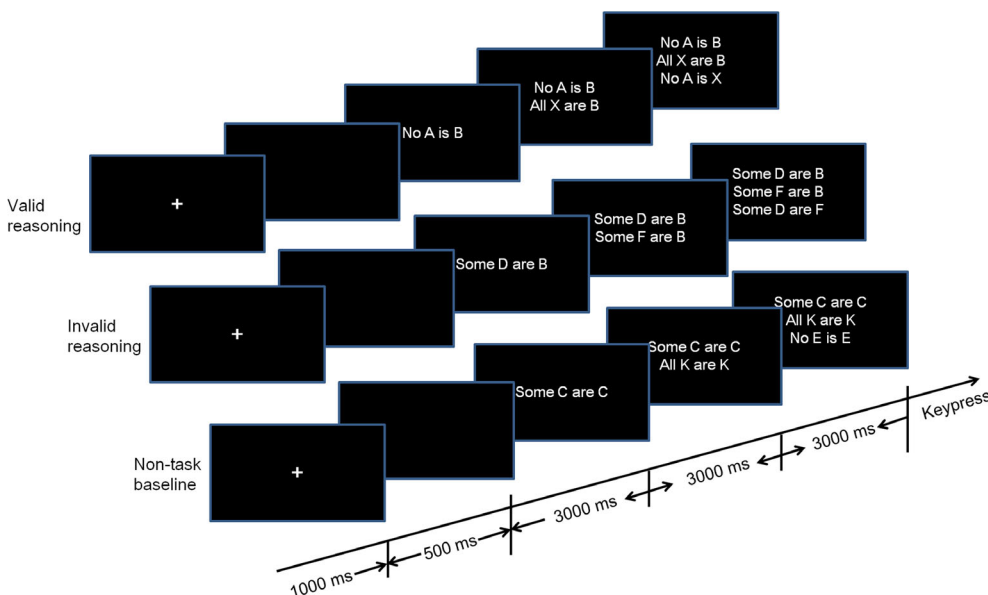 No A is B
All X are B
No A is X
No A is B
All X are B
No A is B
+
Valid
reasoning
Some D are B
Some F are B
Some D are F
Some D are B
Some F are B
Some D are B
+
Invalid
reasoning
Some C are C
All K are K
No E is E
Some C are C
All K are K
Some C are C
+
Non-task
baseline
Keypress
3000 ms
3000 ms
3000 ms
500 ms
1000 ms